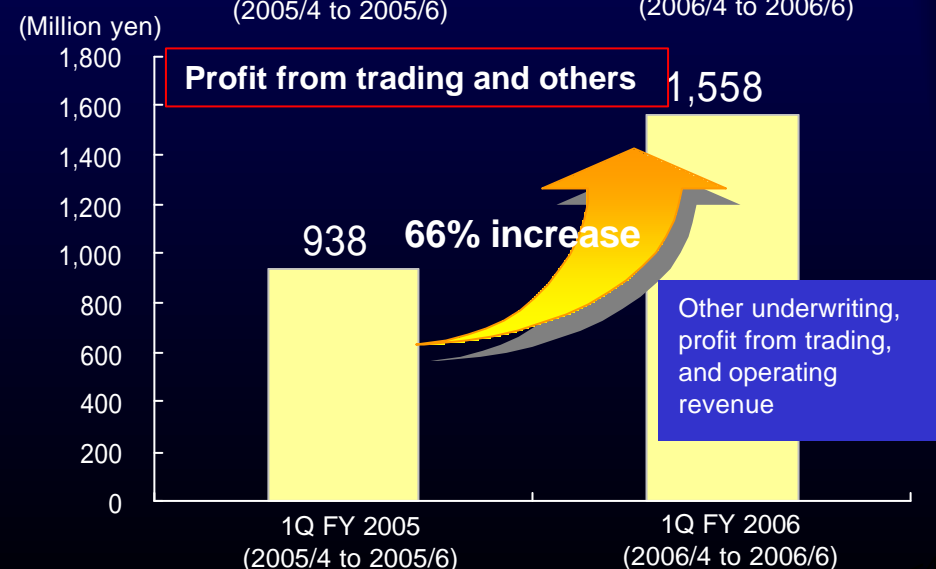 (2005/4 to 2005/6)
(2006/4 to 2006/6)
(Million yen)
1,800
1,600
1,400
1,200
1,000
800
600
400
200
0
Profit from trading and others
1,558
938
66% increase
Other underwriting,
profit from trading,
and operating
revenue
1Q FY 2005
(2005/4 to 2005/6)
1Q FY 2006
(2006/4 to 2006/6)